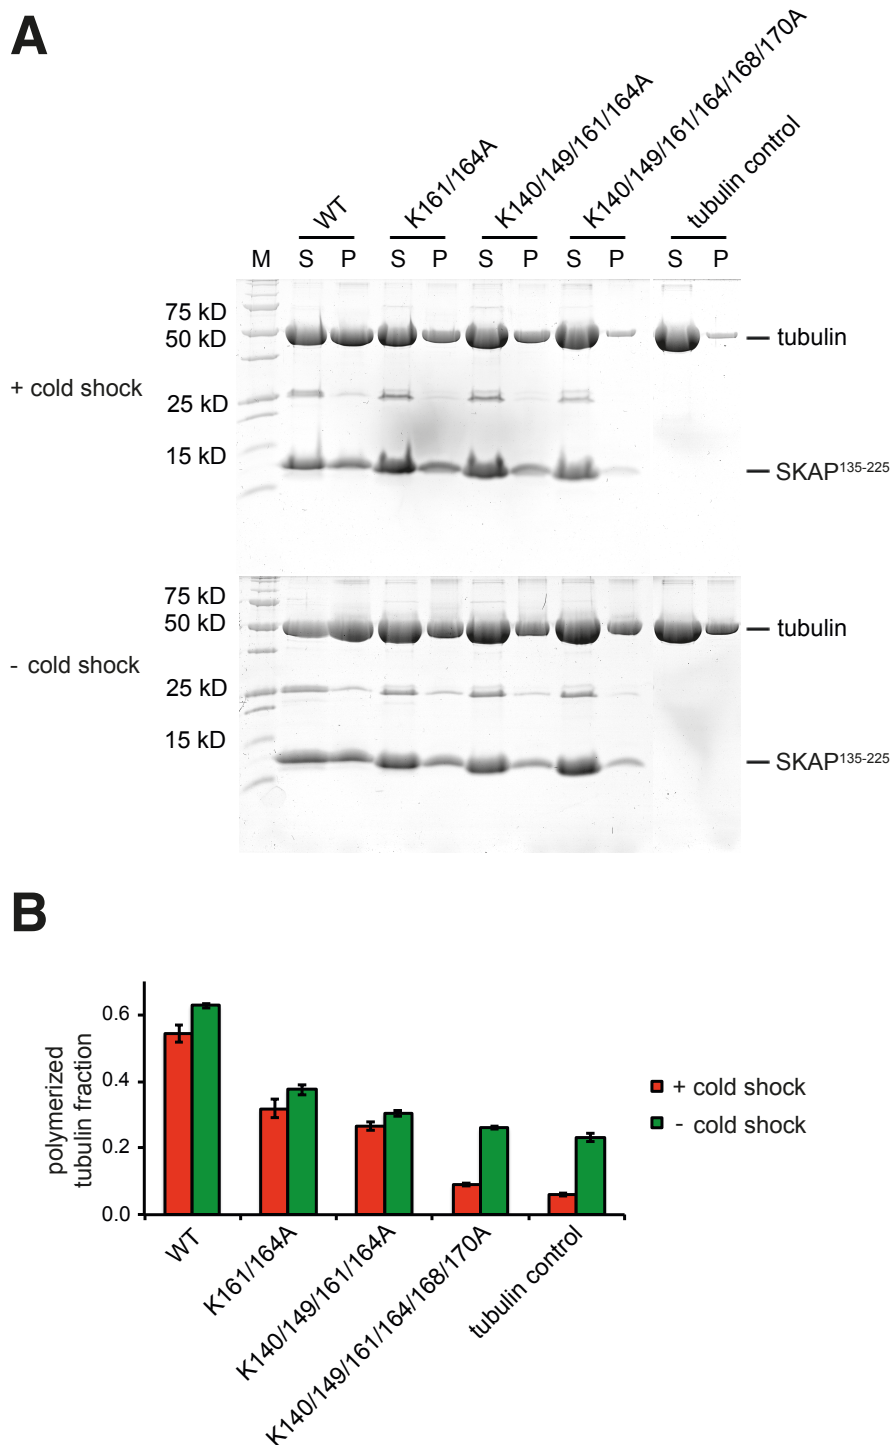 A
WT
K161/164A
K140/149/161/164A
K140/149/161/164/168/170A
tubulin control
M S P S P S P S P S P
75 kD
50 kD
25 kD
15 kD
+ cold shock
tubulin
SKAP135-225
75 kD
50 kD
25 kD
15 kD
- cold shock
tubulin
SKAP135-225
B
polymerized
tubulin fraction
0.6
0.4
0.2
0.0
WT
K161/164A
K140/149/161/164A
K140/149/161/164/168/170A
tubulin control
+ cold shock
- cold shock